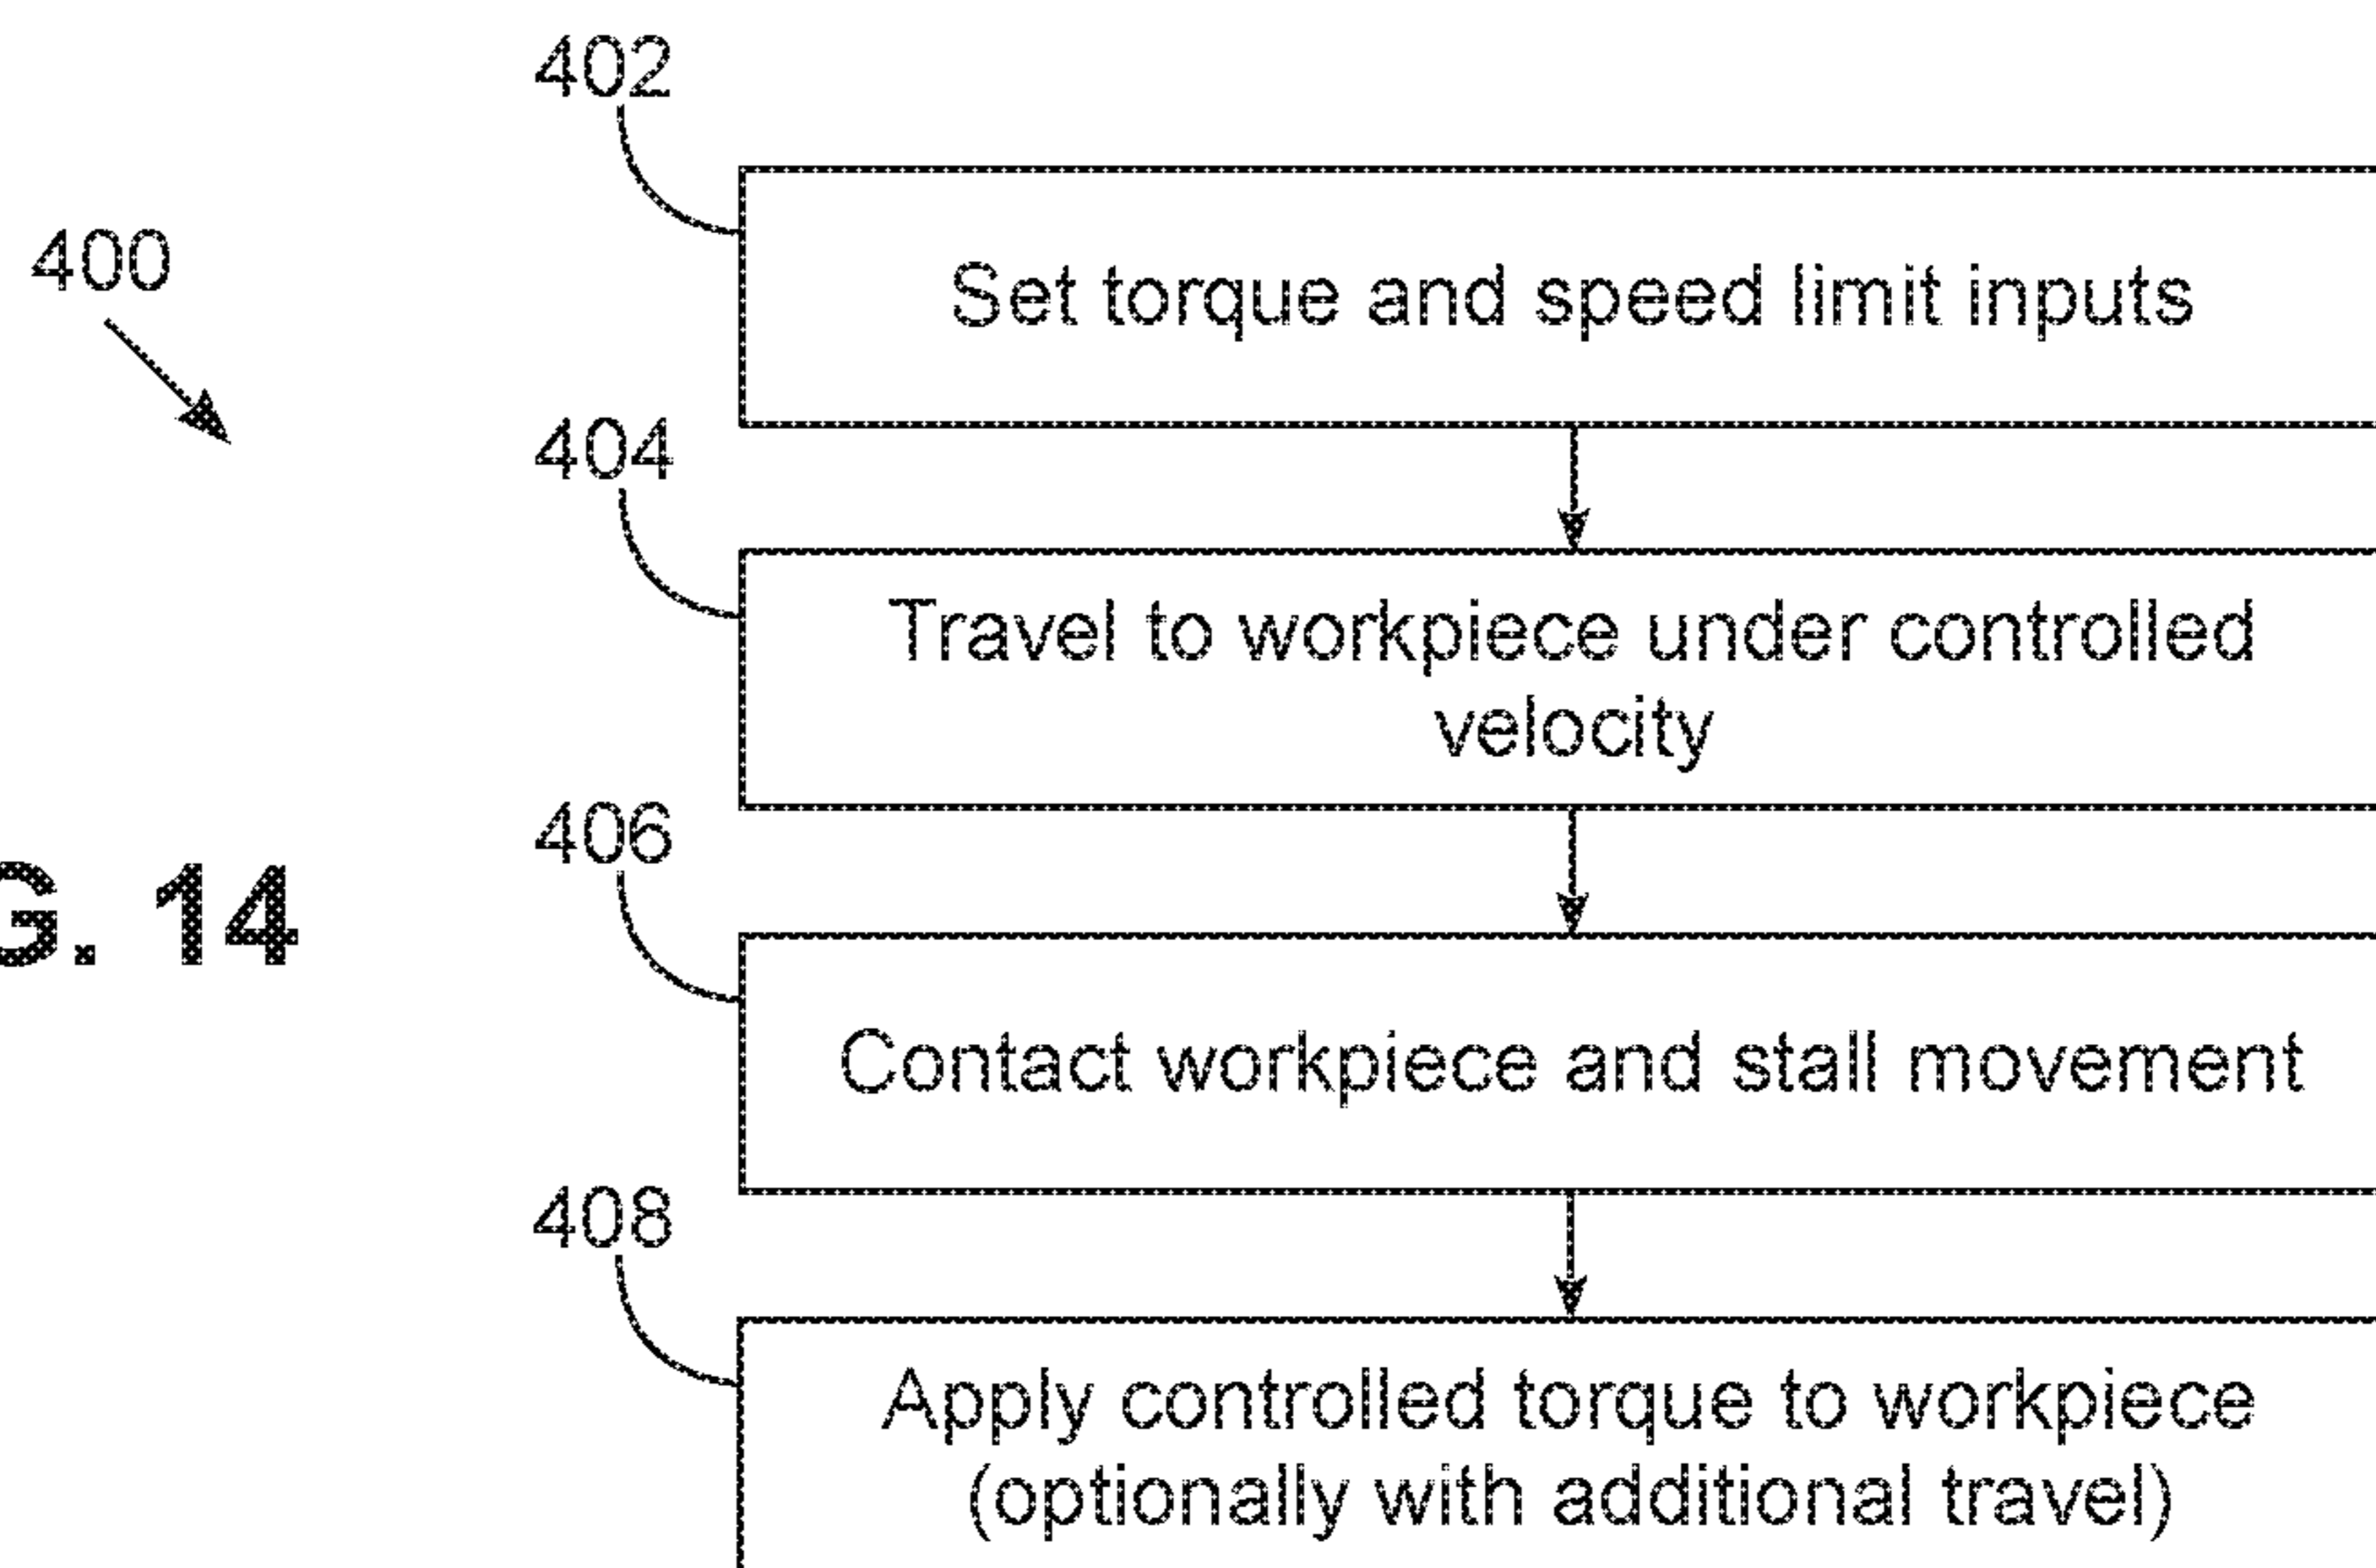 402
Set torque and speed limit inputs
400
404
Travel to workpiece under controlled
velocity
406
G. 14
Contact workpiece and stall movement
408
Apply controlled torque to workpiece
(optionally with additional travel)